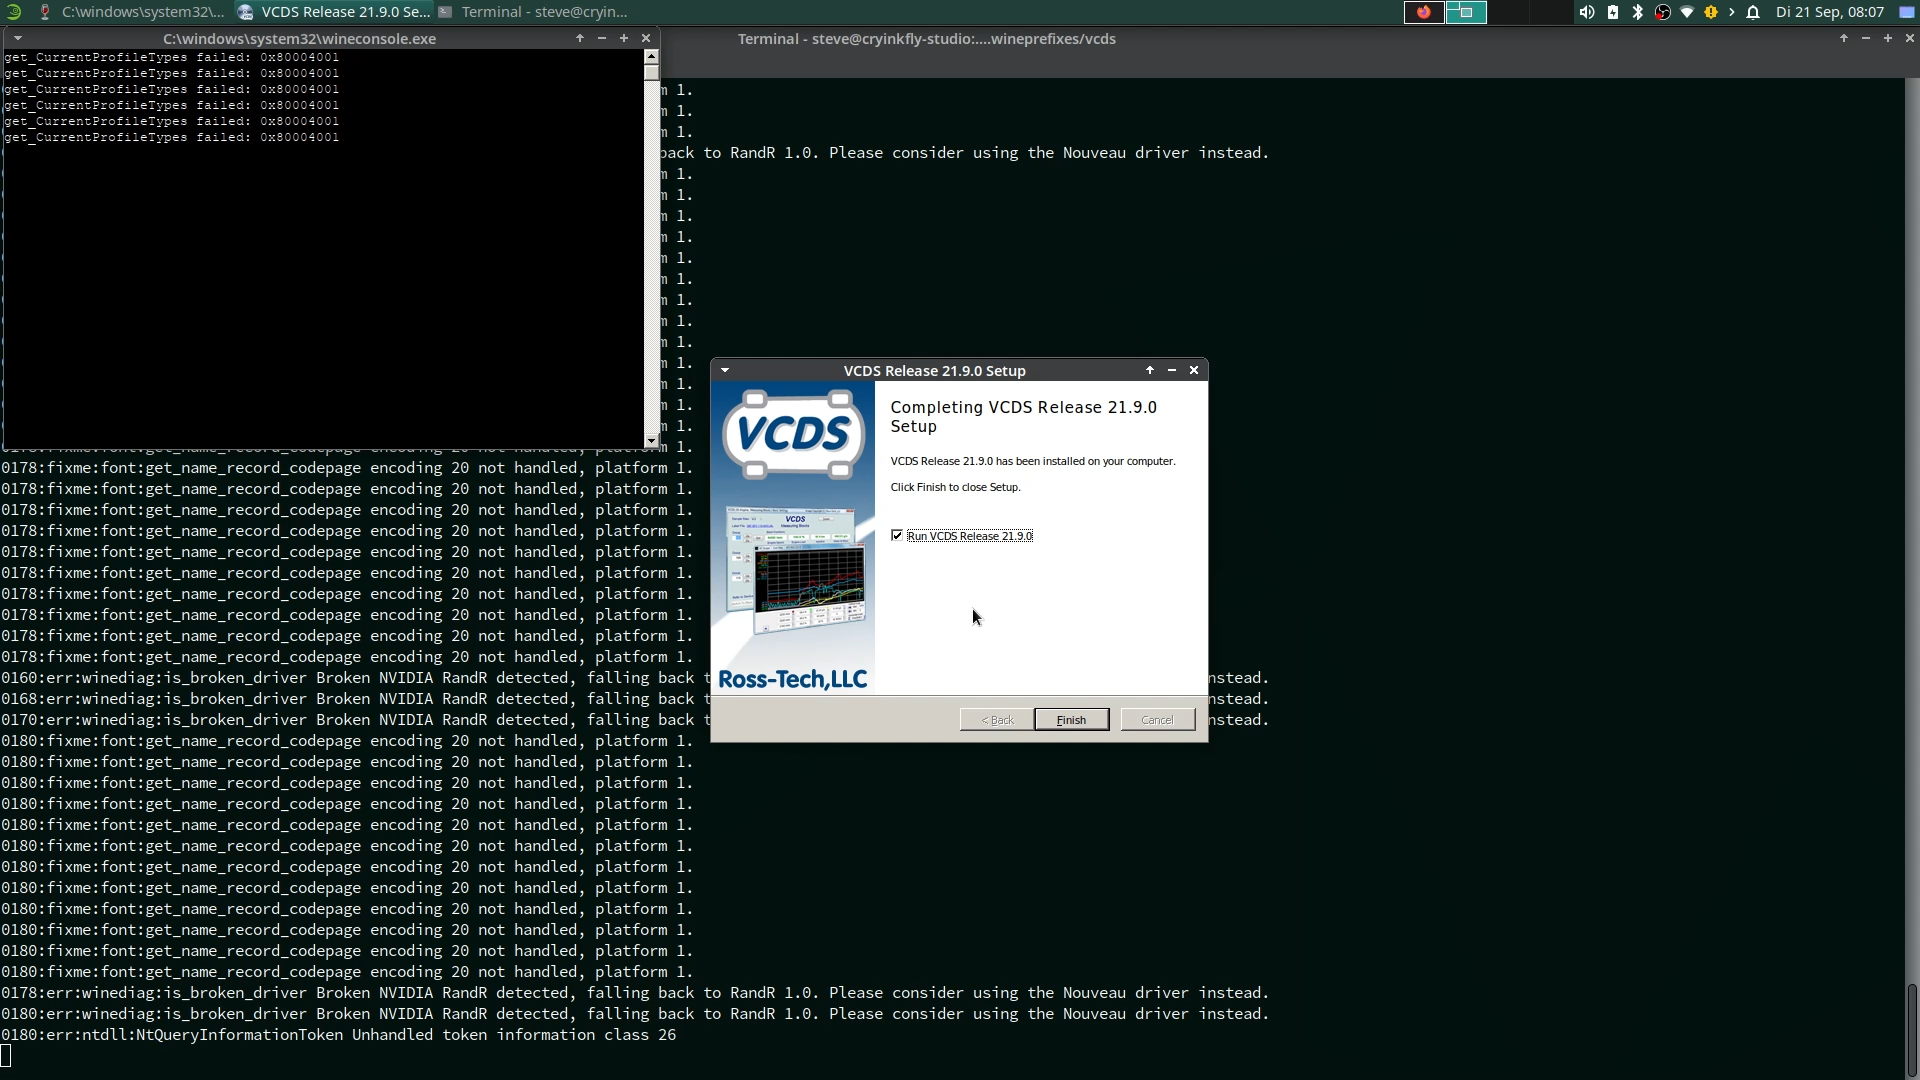 C:\windows\system32\...
VCDS Release 21.9.0 Se...
Terminal - steve@cryin...
Di 21 Sep, 08:07
C:\windows\system32\wineconsole.exe
Terminal - steve@cryinkfly-studio:....wineprefixes/vcds
get_CurrentProfileTypes failed: 0x80004001
get_CurrentProfileTypes failed: 0x80004001
get_CurrentProfileTypes failed: 0x80004001
get_CurrentProfileTypes failed: 0x80004001
get_CurrentProfileTypes failed: 0x80004001
get_CurrentProfileTypes failed: 0x80004001
m 1.
m 1.
m 1.
back to RandR 1.0. Please consider using the Nouveau driver instead.
m 1.
m 1.
m 1.
m 1.
m 1.
m 1.
m 1.
m 1.
m 1.
m 1.
m 1.
m 1.
m 1.
m 1.
0178:fixme:font:get_name_record_codepage encoding 20 not handled, platform 1.
0178:fixme:font:get_name_record_codepage encoding 20 not handled, platform 1.
0178:fixme:font:get_name_record_codepage encoding 20 not handled, platform 1.
0178:fixme:font:get_name_record_codepage encoding 20 not handled, platform 1.
0178:fixme:font:get_name_record_codepage encoding 20 not handled, platform 1.
0178:fixme:font:get_name_record_codepage encoding 20 not handled, platform 1.
0178:fixme:font:get_name_record_codepage encoding 20 not handled, platform 1.
0178:fixme:font:get_name_record_codepage encoding 20 not handled, platform 1.
0178:fixme:font:get_name_record_codepage encoding 20 not handled, platform 1.
0178:fixme:font:get_name_record_codepage encoding 20 not handled, platform 1.
0160:err:winediag:is_broken_driver Broken NVIDIA RandR detected, falling back t
nstead.
0168:err:winediag:is_broken_driver Broken NVIDIA RandR detected, falling back t
nstead.
0170:err:winediag:is_broken_driver Broken NVIDIA RandR detected, falling back t
nstead.
0180:fixme:font:get_name_record_codepage encoding 20 not handled, platform 1.
0180:fixme:font:get_name_record_codepage encoding 20 not handled, platform 1.
0180:fixme:font:get_name_record_codepage encoding 20 not handled, platform 1.
0180:fixme:font:get_name_record_codepage encoding 20 not handled, platform 1.
0180:fixme:font:get_name_record_codepage encoding 20 not handled, platform 1.
0180:fixme:font:get_name_record_codepage encoding 20 not handled, platform 1.
0180:fixme:font:get_name_record_codepage encoding 20 not handled, platform 1.
0180:fixme:font:get_name_record_codepage encoding 20 not handled, platform 1.
0180:fixme:font:get_name_record_codepage encoding 20 not handled, platform 1.
0180:fixme:font:get_name_record_codepage encoding 20 not handled, platform 1.
0180:fixme:font:get_name_record_codepage encoding 20 not handled, platform 1.
0180:fixme:font:get_name_record_codepage encoding 20 not handled, platform 1.
0178:err:winediag:is_broken_driver Broken NVIDIA RandR detected, falling back to RandR 1.0. Please consider using the Nouveau driver instead.
0180:err:winediag:is_broken_driver Broken NVIDIA RandR detected, falling back to RandR 1.0. Please consider using the Nouveau driver instead.
0180:err:ntdll:NtQueryInformationToken Unhandled token information class 26
VCDS Release 21.9.0 Setup
VCDS
VCDS
Measuring Blocks
Ross-Tech,LLC
Completing VCDS Release 21.9.0
Setup
VCDS Release 21.9.0 has been installed on your computer.
Click Finish to close Setup.
Run VCDS Release 21.9.0
< Back
Finish
Cancel